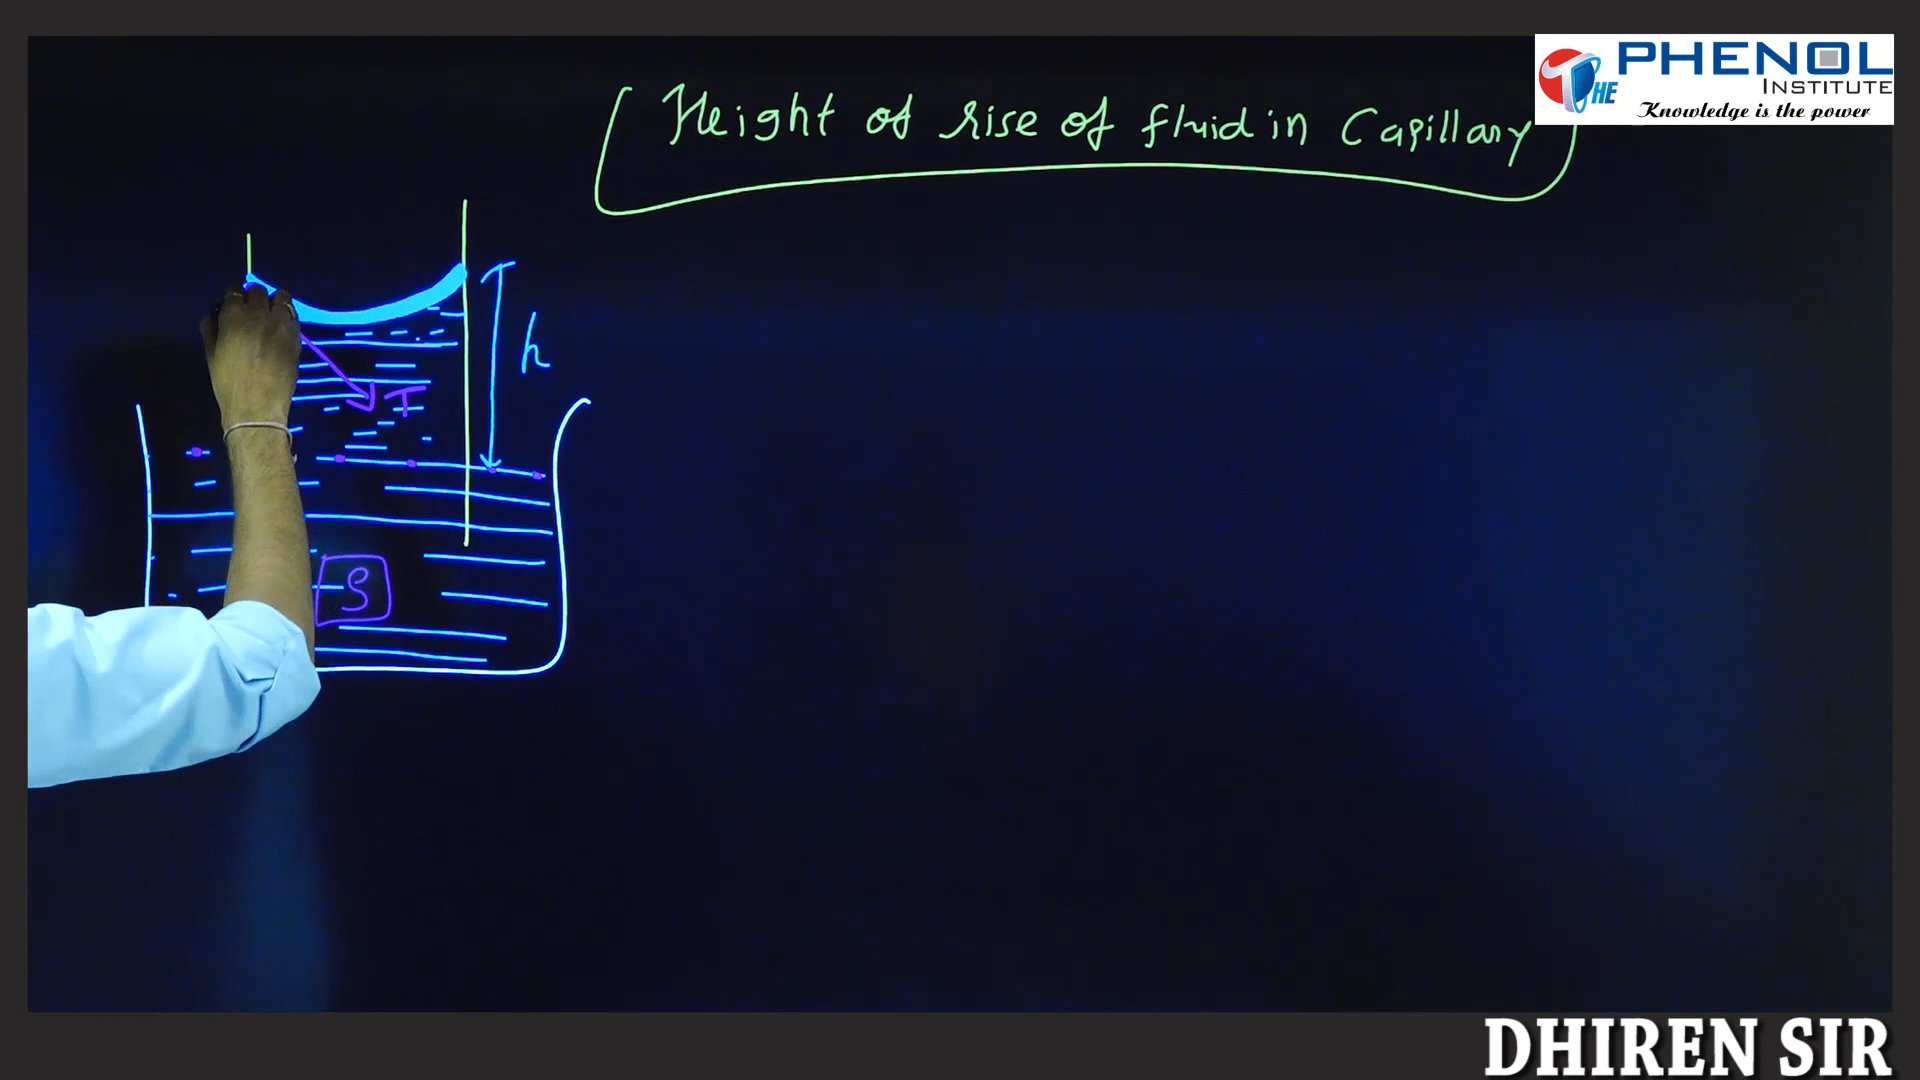 THE PHENOL
INSTITUTE
Knowledge is the power
Height of rise of fluid in Capillary
h
T
S
DHIREN SIR